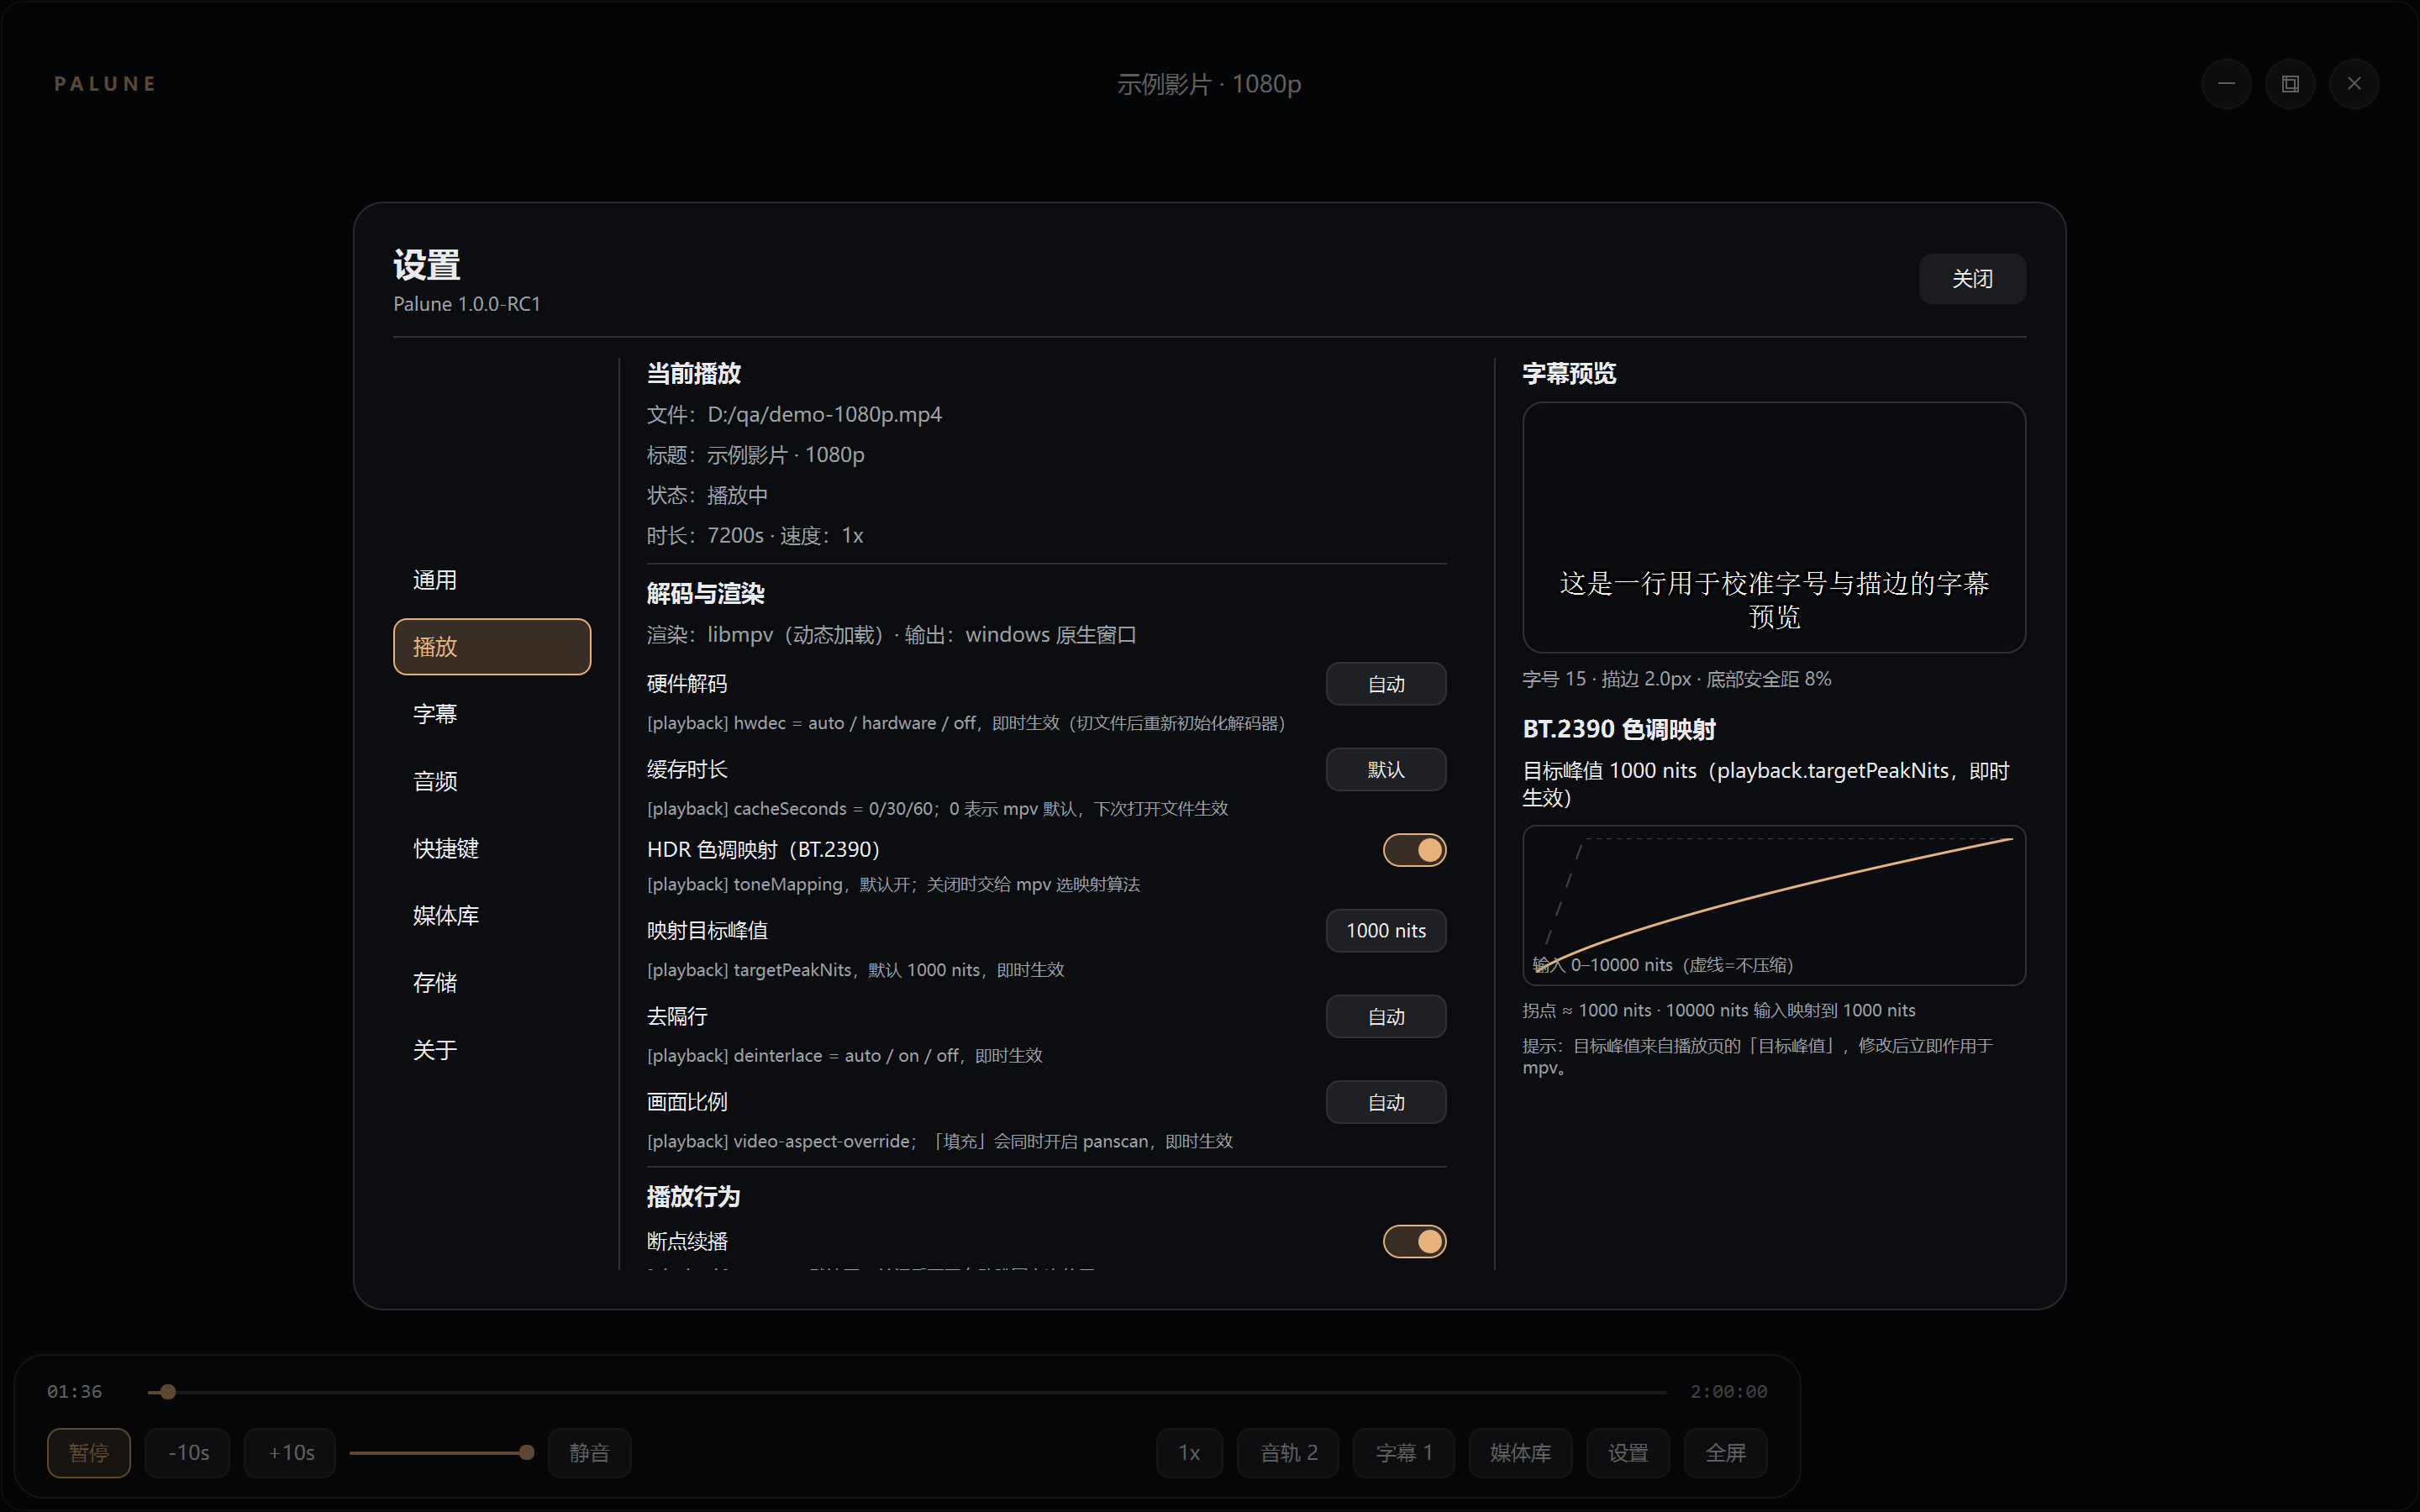 PALUNE
示例影片 · 1080p
设置
Palune 1.0.0-RC1
关闭
通用
播放
字幕
音频
快捷键
媒体库
存储
关于
当前播放
文件：D:/qa/demo-1080p.mp4
标题：示例影片 · 1080p
状态：播放中
时长：7200s · 速度：1x
解码与渲染
渲染：libmpv（动态加载）· 输出：windows 原生窗口
硬件解码
自动
[playback] hwdec = auto / hardware / off，即时生效（切文件后重新初始化解码器）
缓存时长
默认
[playback] cacheSeconds = 0/30/60；0 表示 mpv 默认，下次打开文件生效
HDR 色调映射（BT.2390）
[playback] toneMapping，默认开；关闭时交给 mpv 选映射算法
映射目标峰值
1000 nits
[playback] targetPeakNits，默认 1000 nits，即时生效
去隔行
自动
[playback] deinterlace = auto / on / off，即时生效
画面比例
自动
[playback] video-aspect-override；「填充」会同时开启 panscan，即时生效
播放行为
断点续播
字幕预览
这是一行用于校准字号与描边的字幕
预览
字号 15 · 描边 2.0px · 底部安全距 8%
BT.2390 色调映射
目标峰值 1000 nits（playback.targetPeakNits，即时
生效）
输入 0–10000 nits（虚线=不压缩）
拐点 ≈ 1000 nits · 10000 nits 输入映射到 1000 nits
提示：目标峰值来自播放页的「目标峰值」，修改后立即作用于
mpv。
01:36
2:00:00
暂停
-10s
+10s
静音
1x
音轨 2
字幕 1
媒体库
设置
全屏